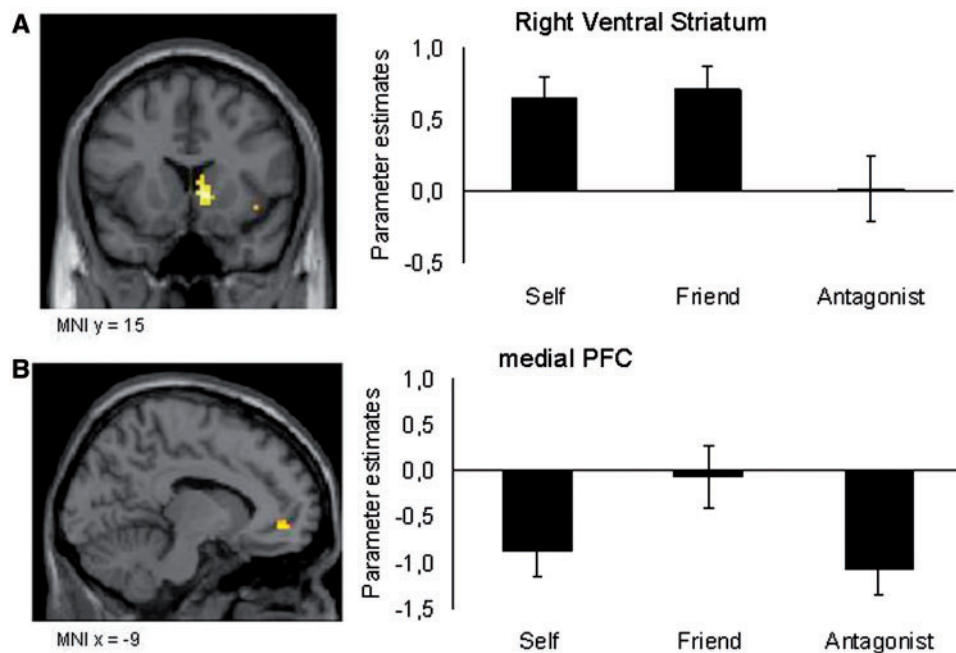 A
Right Ventral Striatum
Parameter estimates
1,0
0,5
0,0
-0,5
Self Friend Antagonist
MNI y = 15
B
medial PFC
Parameter estimates
1,0
0,5
0,0
-0,5
-1,0
-1,5
Self Friend Antagonist
MNI x = -9